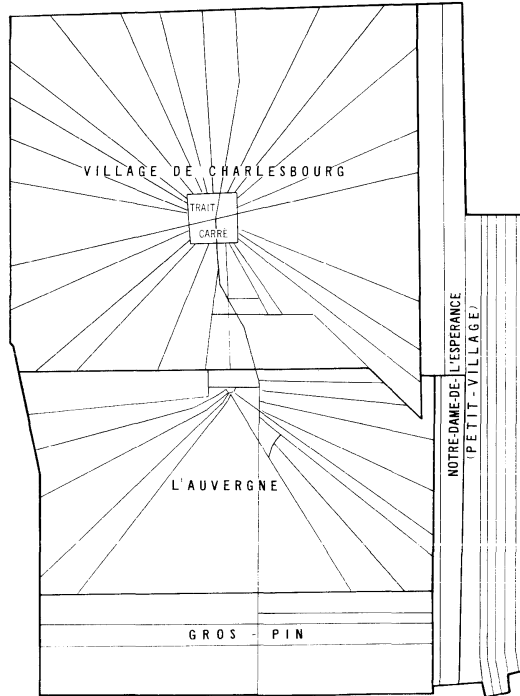 VILLAGE DE CHARLESBOURG
TRAIT
CARRÉ
NOTRE-DAME-DE-L'ESPERANCE
(PETIT-VILLAGE)
L'AUVERGNE
GROS - PIN